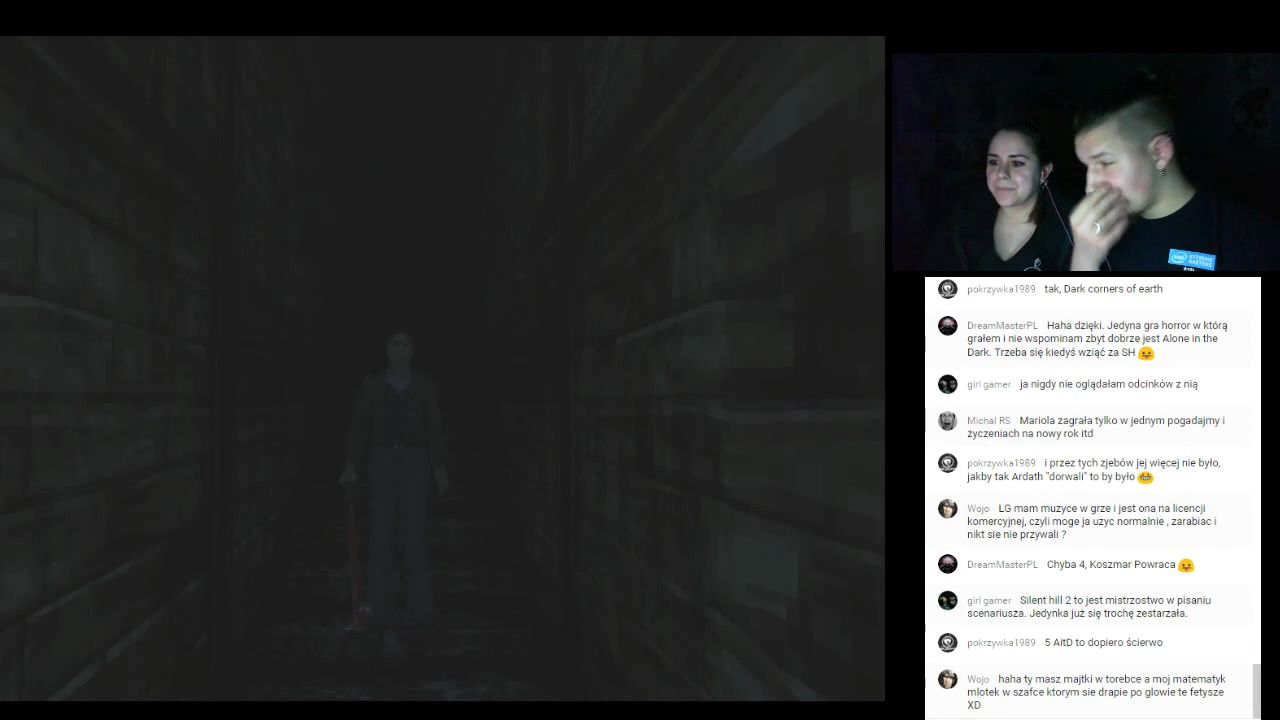 EXTREME
MASTERS
pokrzywka1989 tak, Dark corners of earth
DreamMasterPL Haha dzięki. Jedyna gra horror w którą
grałem i nie wspominam zbyt dobrze jest Alone in the
Dark. Trzeba się kiedyś wziąć za SH
girl gamer ja nigdy nie oglądałam odcinków z nią
Michal RS Mariola zagrała tylko w jednym pogadajmy i
życzeniach na nowy rok itd
pokrzywka1989 i przez tych zjebów jej więcej nie było,
jakby tak Ardath "dorwali" to by było
Wojo LG mam muzyce w grze i jest ona na licencji
komercyjnej, czyli moge ja uzyc normalnie , zarabiac i
nikt sie nie przywali ?
DreamMasterPL Chyba 4, Koszmar Powraca
girl gamer Silent hill 2 to jest mistrzostwo w pisaniu
scenariusza. Jedynka już się trochę zestarzała.
pokrzywka1989 5 AitD to dopiero ścierwo
Wojo haha ty masz majtki w torebce a moj matematyk
mlotek w szafce ktorym sie drapie po glowie te fetysze
XD